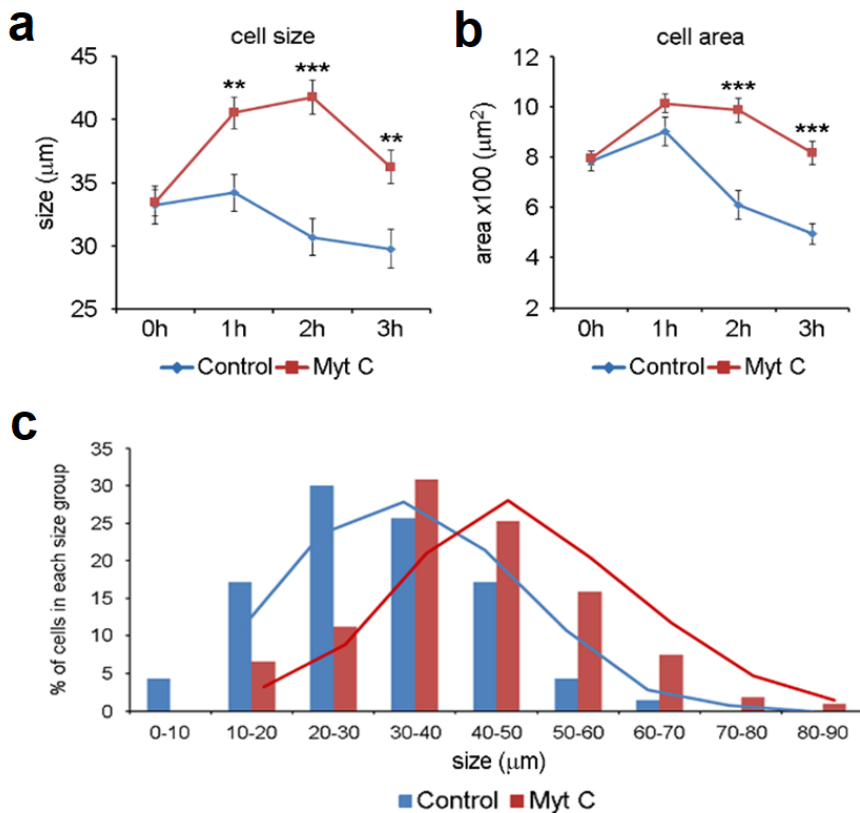 a
cell size
45
40
35
30
25
size (μm)
**
***
**
0h 1h 2h 3h
Control Myt C
b
cell area
12
10
8
6
4
2
area x100 (μm²)
***
***
0h 1h 2h 3h
Control Myt C
c
35
30
25
20
15
10
5
0
% of cells in each size group
0-10 10-20 20-30 30-40 40-50 50-60 60-70 70-80 80-90
size (μm)
Control Myt C